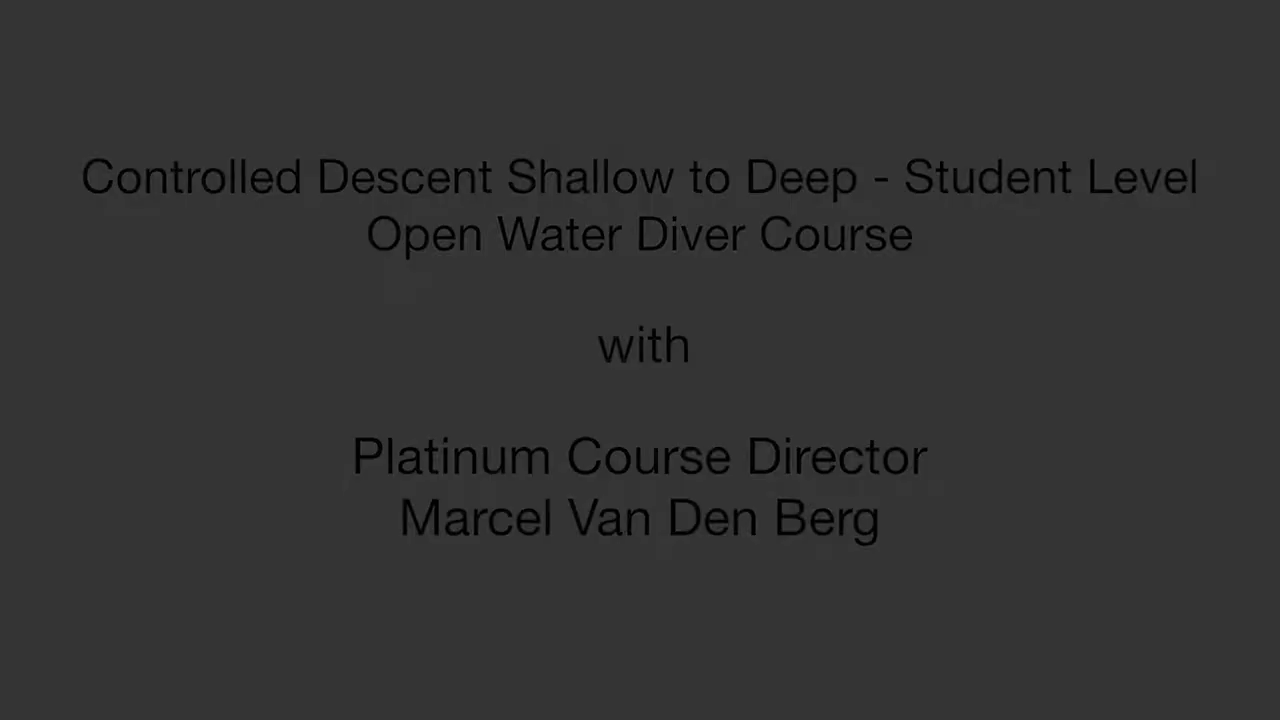 Controlled Descent Shallow to Deep - Student Level
Open Water Diver Course
with
Platinum Course Director
Marcel Van Den Berg